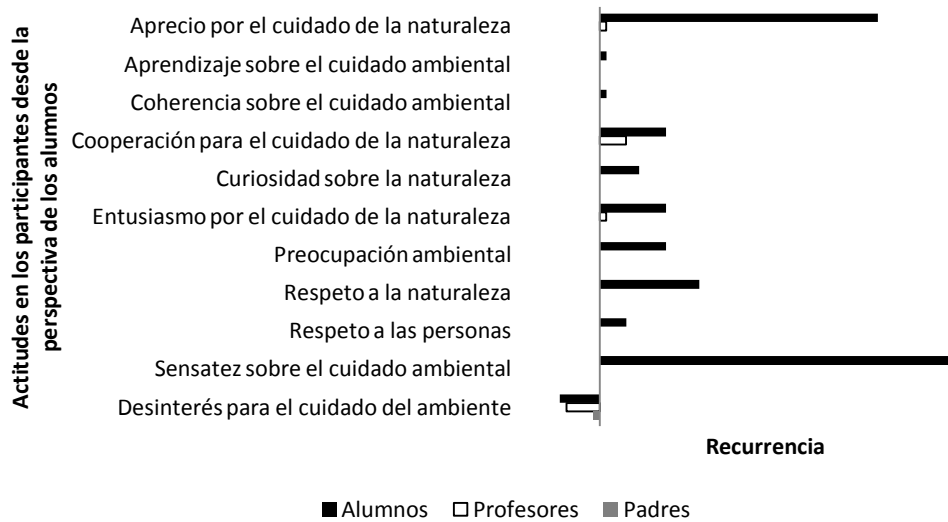 Actitudes en los participantes desde la
perspectiva de los alumnos
Aprecio por el cuidado de la naturaleza
Aprendizaje sobre el cuidado ambiental
Coherencia sobre el cuidado ambiental
Cooperación para el cuidado de la naturaleza
Curiosidad sobre la naturaleza
Entusiasmo por el cuidado de la naturaleza
Preocupación ambiental
Respeto a la naturaleza
Respeto a las personas
Sensatez sobre el cuidado ambiental
Desinterés para el cuidado del ambiente
Recurrencia
Alumnos Profesores Padres